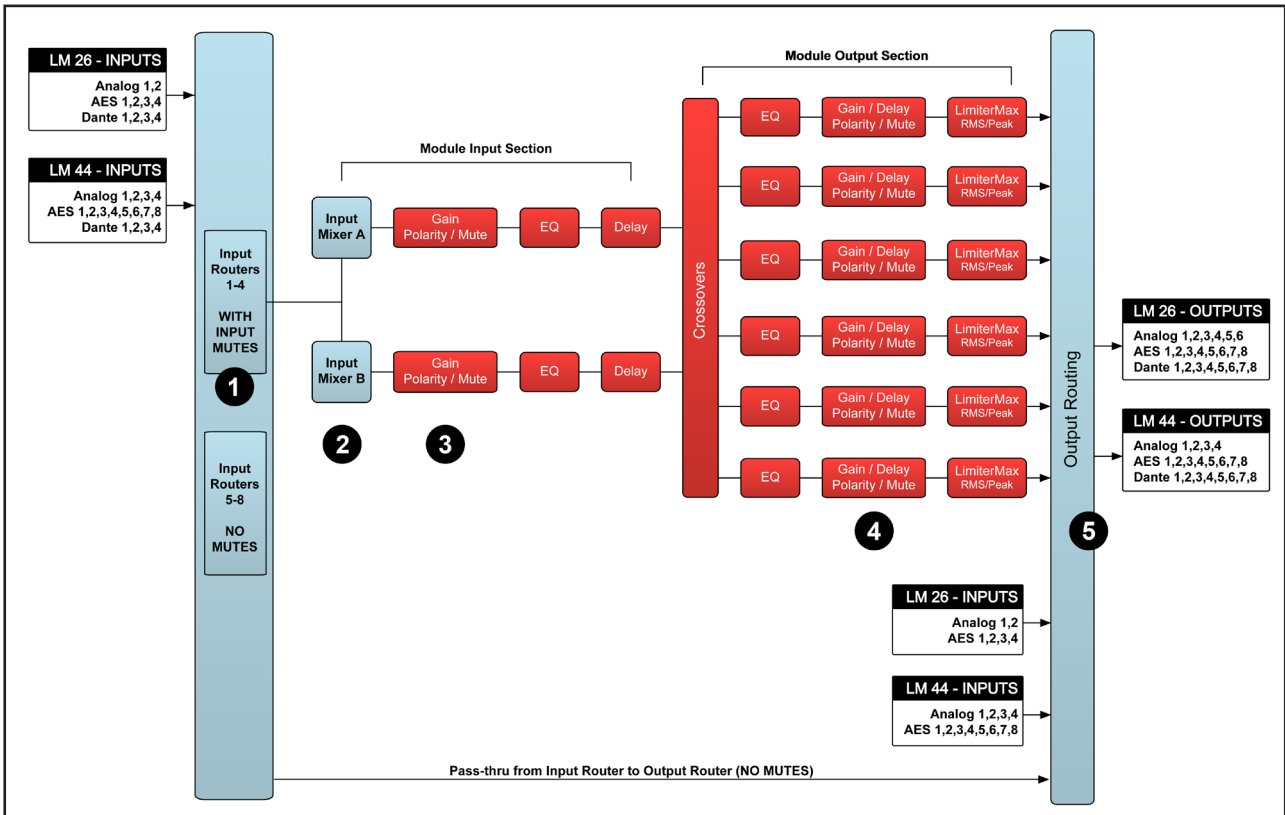 LM 26 - INPUTS
Analog 1,2
AES 1,2,3,4
Dante 1,2,3,4
LM 44 - INPUTS
Analog 1,2,3,4
AES 1,2,3,4,5,6,7,8
Dante 1,2,3,4
Input
Routers
1-4
WITH
INPUT
MUTES
1
Input
Routers
5-8
NO
MUTES
Module Input Section
Input
Mixer A
Gain
Polarity / Mute
EQ
Delay
Input
Mixer B
Gain
Polarity / Mute
EQ
Delay
2
3
Crossovers
Module Output Section
EQ
Gain / Delay
Polarity / Mute
LimiterMax
RMS/Peak
EQ
Gain / Delay
Polarity / Mute
LimiterMax
RMS/Peak
EQ
Gain / Delay
Polarity / Mute
LimiterMax
RMS/Peak
EQ
Gain / Delay
Polarity / Mute
LimiterMax
RMS/Peak
EQ
Gain / Delay
Polarity / Mute
LimiterMax
RMS/Peak
EQ
Gain / Delay
Polarity / Mute
LimiterMax
RMS/Peak
4
Output Routing
5
LM 26 - OUTPUTS
Analog 1,2,3,4,5,6
AES 1,2,3,4,5,6,7,8
Dante 1,2,3,4,5,6,7,8
LM 44 - OUTPUTS
Analog 1,2,3,4
AES 1,2,3,4,5,6,7,8
Dante 1,2,3,4,5,6,7,8
LM 26 - INPUTS
Analog 1,2
AES 1,2,3,4
LM 44 - INPUTS
Analog 1,2,3,4
AES 1,2,3,4,5,6,7,8
Pass-thru from Input Router to Output Router (NO MUTES)